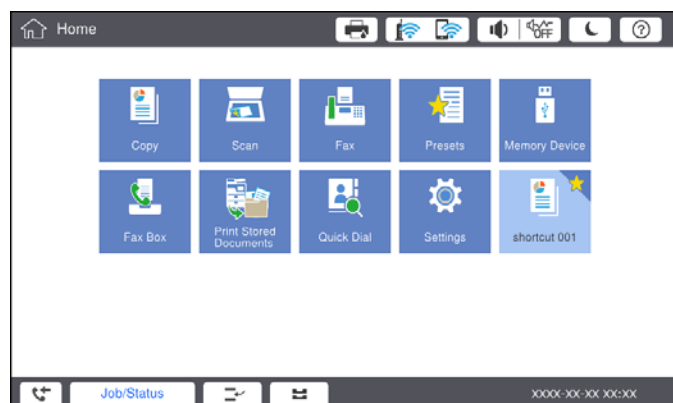 Home
OFF
Copy
Scan
Fax
Presets
Memory Device
Fax Box
Print Stored
Documents
Quick Dial
Settings
shortcut 001
Job/Status
XXXX-XX-XX XX:XX